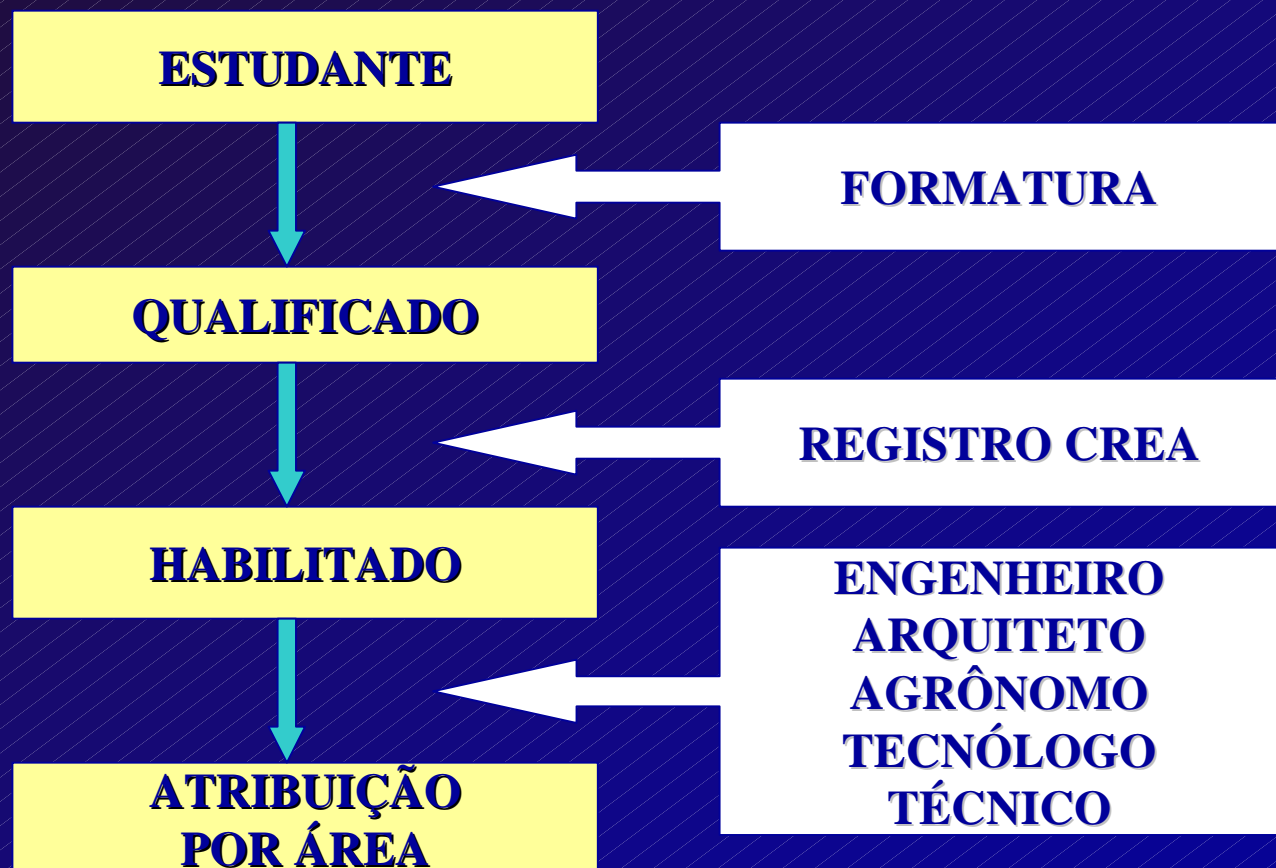 ESTUDANTE
FORMATURA
QUALIFICADO
REGISTRO CREA
HABILITADO
ENGENHEIRO
ARQUITETO
AGRÔNOMO
TECNÓLOGO
TÉCNICO
ATRIBUIÇÃO
POR ÁREA